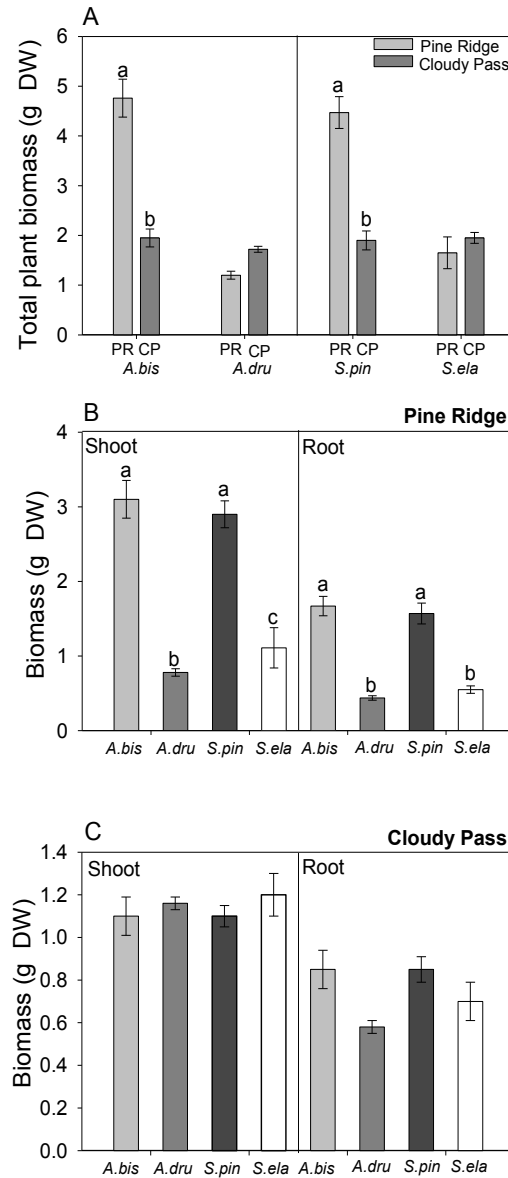 A
Total plant biomass (g DW)
6
5
4
3
2
1
0
Pine Ridge
Cloudy Pass
a
b
a
b
PR CP PR CP PR CP PR CP
A.bis A.dru S.pin S.ela
B
Pine Ridge
Biomass (g DW)
4
3
2
1
0
Shoot Root
a
b
a
c
a
b
a
b
A.bis A.dru S.pin S.ela A.bis A.dru S.pin S.ela
C
Cloudy Pass
Biomass (g DW)
1.4
1.2
1.0
0.8
0.6
0.4
0.2
0.0
Shoot Root
A.bis A.dru S.pin S.ela A.bis A.dru S.pin S.ela